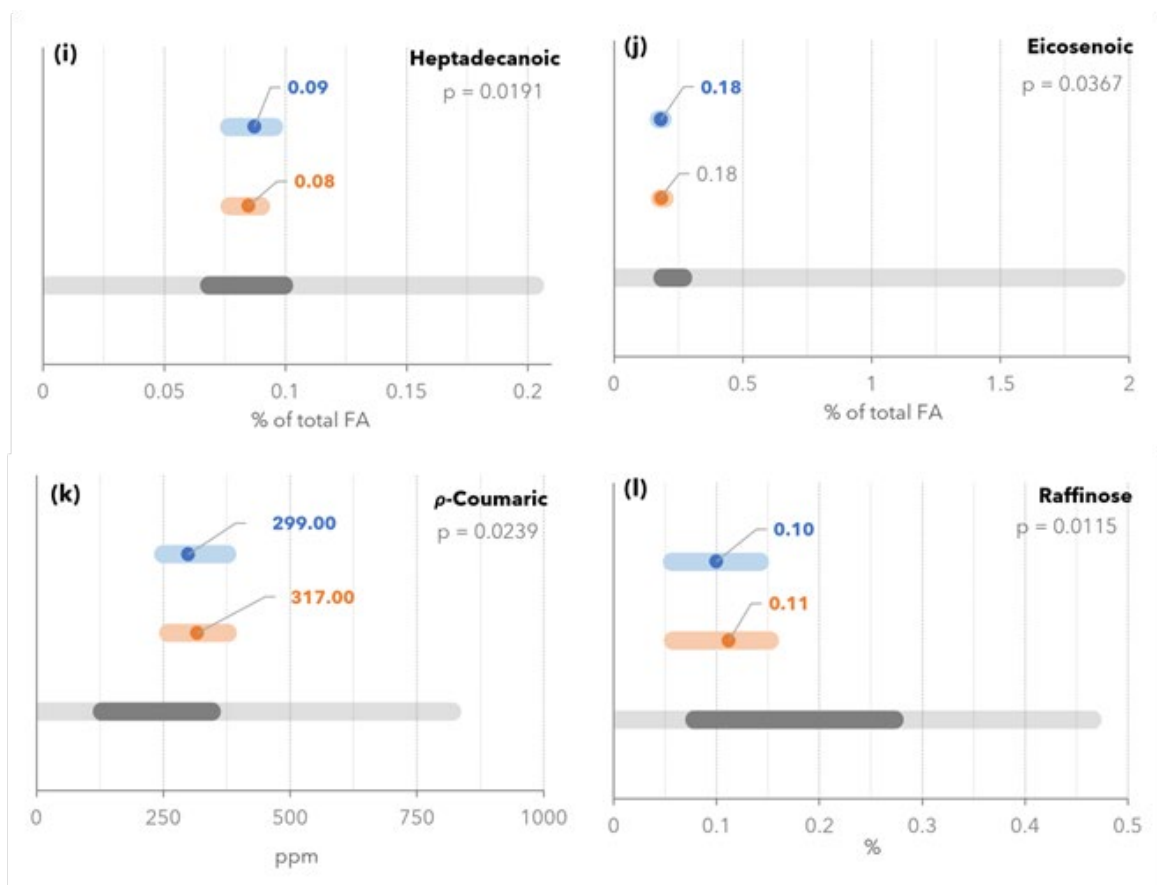 (i)
Heptadecanoic
p = 0.0191
0.09
0.08
0 0.05 0.1 0.15 0.2
% of total FA
(j)
Eicosenoic
p = 0.0367
0.18
0.18
0 0.5 1 1.5 2
% of total FA
(k)
ρ-Coumaric
p = 0.0239
299.00
317.00
0 250 500 750 1000
ppm
(l)
Raffinose
p = 0.0115
0.10
0.11
0 0.1 0.2 0.3 0.4 0.5
%